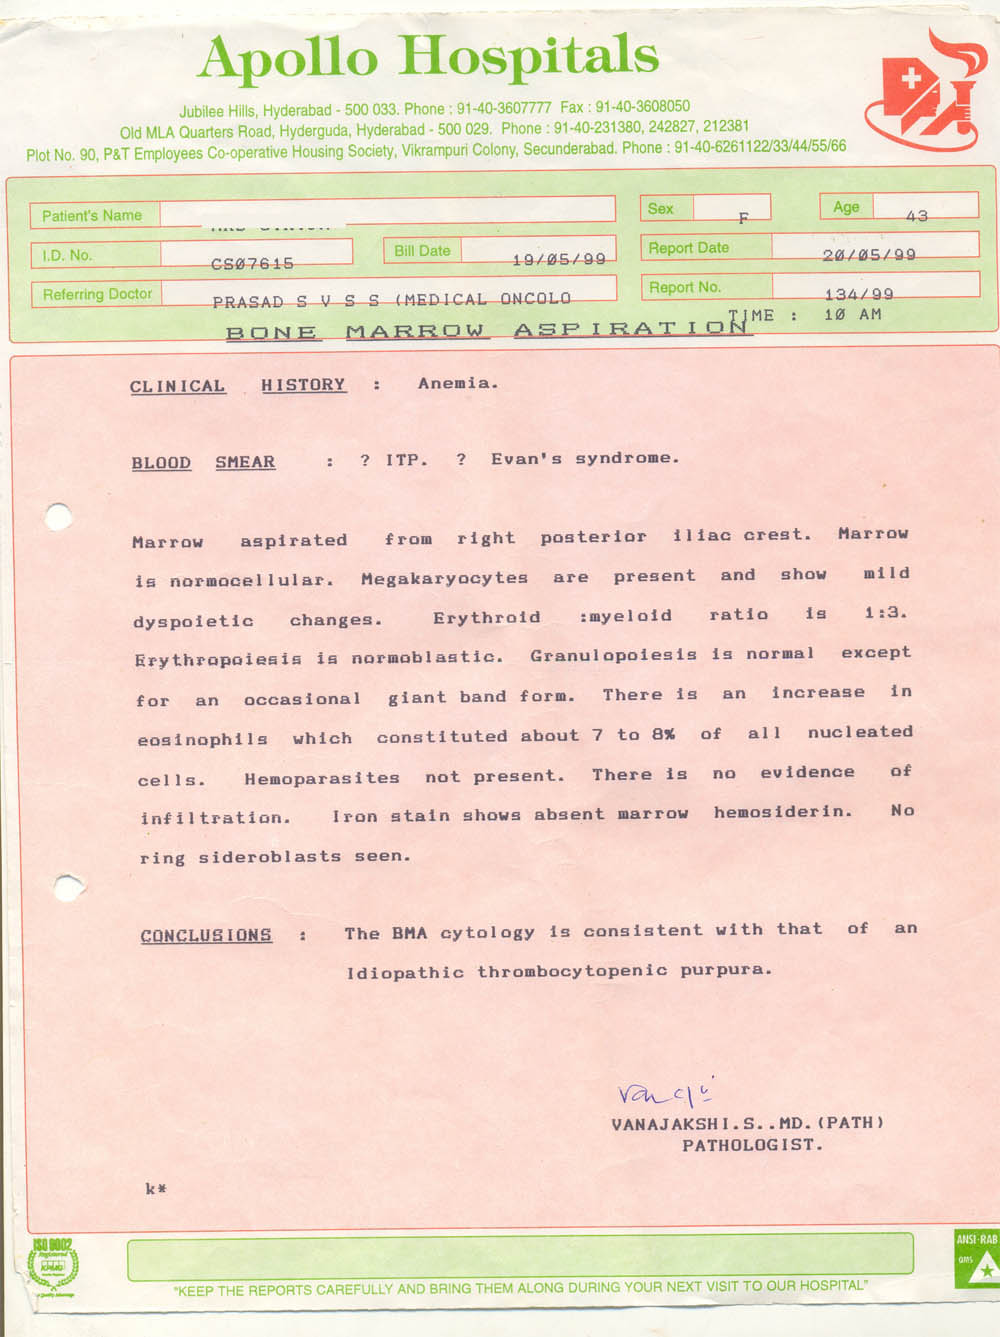 Apollo Hospitals
Jubilee Hills, Hyderabad - 500 033. Phone : 91-40-3607777 Fax : 91-40-3608050
Old MLA Quarters Road, Hyderguda, Hyderabad - 500 029. Phone : 91-40-231380, 242827, 212381
Plot No. 90, P&T Employees Co-operative Housing Society, Vikrampuri Colony, Secunderabad. Phone : 91-40-6261122/33/44/55/66
Patient's Name
Sex F Age 43
I.D. No. CS07615 Bill Date 19/05/99 Report Date 20/05/99
Referring Doctor PRASAD S V S S (MEDICAL ONCOLO Report No. 134/99
TIME : 10 AM
BONE MARROW ASPIRATION
CLINICAL HISTORY : Anemia.
BLOOD SMEAR : ? ITP. ? Evan's syndrome.
Marrow aspirated from right posterior iliac crest. Marrow
is normocellular. Megakaryocytes are present and show mild
dyspoietic changes. Erythroid :myeloid ratio is 1:3.
Erythropoiesis is normoblastic. Granulopoiesis is normal except
for an occasional giant band form. There is an increase in
eosinophils which constituted about 7 to 8% of all nucleated
cells. Hemoparasites not present. There is no evidence of
infiltration. Iron stain shows absent marrow hemosiderin. No
ring sideroblasts seen.
CONCLUSIONS : The BMA cytology is consistent with that of an
Idiopathic thrombocytopenic purpura.
VANAJAKSHI.S..MD.(PATH)
PATHOLOGIST.
k*
ISO 9002
Registered
KPMG
ANSI-RAB
QMS
"KEEP THE REPORTS CAREFULLY AND BRING THEM ALONG DURING YOUR NEXT VISIT TO OUR HOSPITAL"